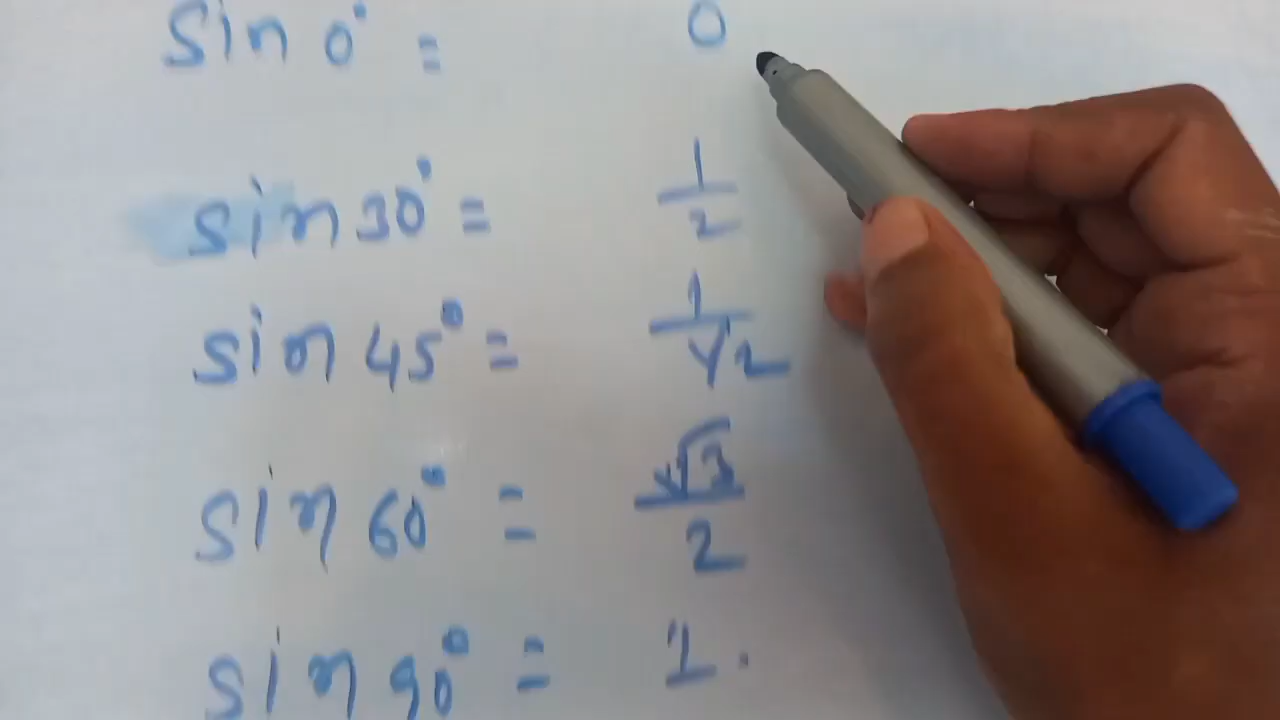 sin 0° = 0
sin 30° = 1/2
sin 45° = 1/√2
sin 60° = √3/2
sin 90° = 1.